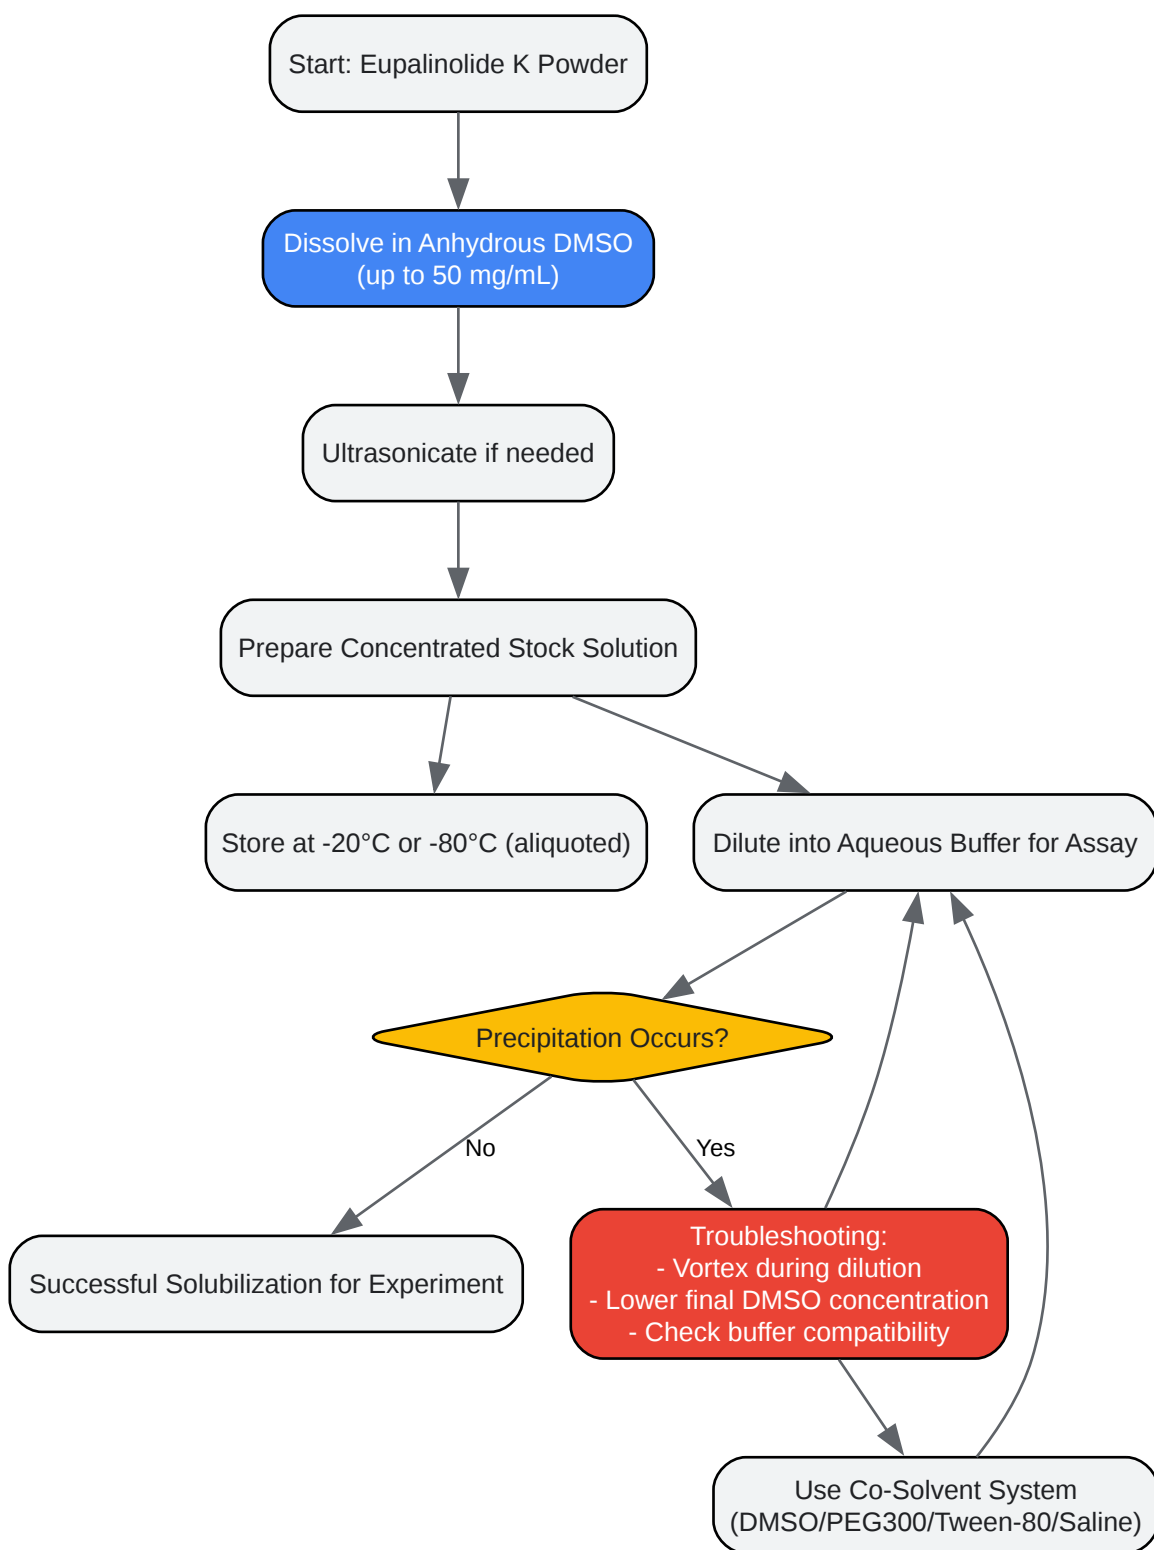 Start: Eupalinolide K Powder
Dissolve in Anhydrous DMSO
(up to 50 mg/mL)
Ultrasonicate if needed
Prepare Concentrated Stock Solution
Store at -20°C or -80°C (aliquoted)
Dilute into Aqueous Buffer for Assay
Precipitation Occurs?
No
Yes
Successful Solubilization for Experiment
Troubleshooting:
- Vortex during dilution
- Lower final DMSO concentration
- Check buffer compatibility
Use Co-Solvent System
(DMSO/PEG300/Tween-80/Saline)